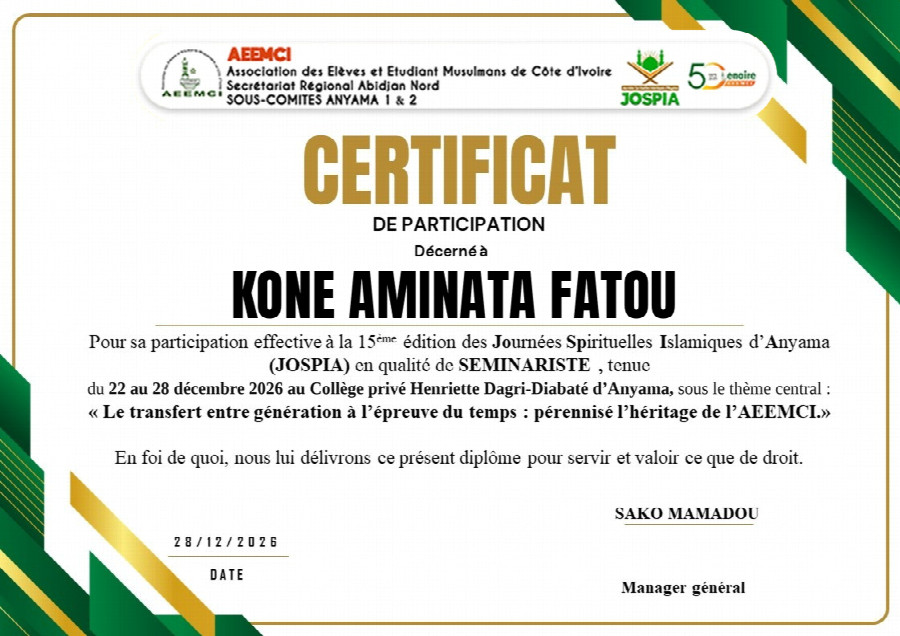 AEEMCI
AEEMCI
Association des Elèves et Etudiant Musulmans de Côte d'Ivoire
Secrétariat Régional Abidjan Nord
SOUS-COMITES ANYAMA 1 & 2
JOSPIA
5 enaire
CERTIFICAT
DE PARTICIPATION
Décerné à
KONE AMINATA FATOU
Pour sa participation effective à la 15ème édition des Journées Spirituelles Islamiques d'Anyama
(JOSPIA) en qualité de SEMINARISTE , tenue
du 22 au 28 décembre 2026 au Collège privé Henriette Dagri-Diabaté d'Anyama, sous le thème central :
« Le transfert entre génération à l'épreuve du temps : pérennisé l'héritage de l'AEEMCI.»
En foi de quoi, nous lui délivrons ce présent diplôme pour servir et valoir ce que de droit.
SAKO MAMADOU
28/12/2026
DATE
Manager général